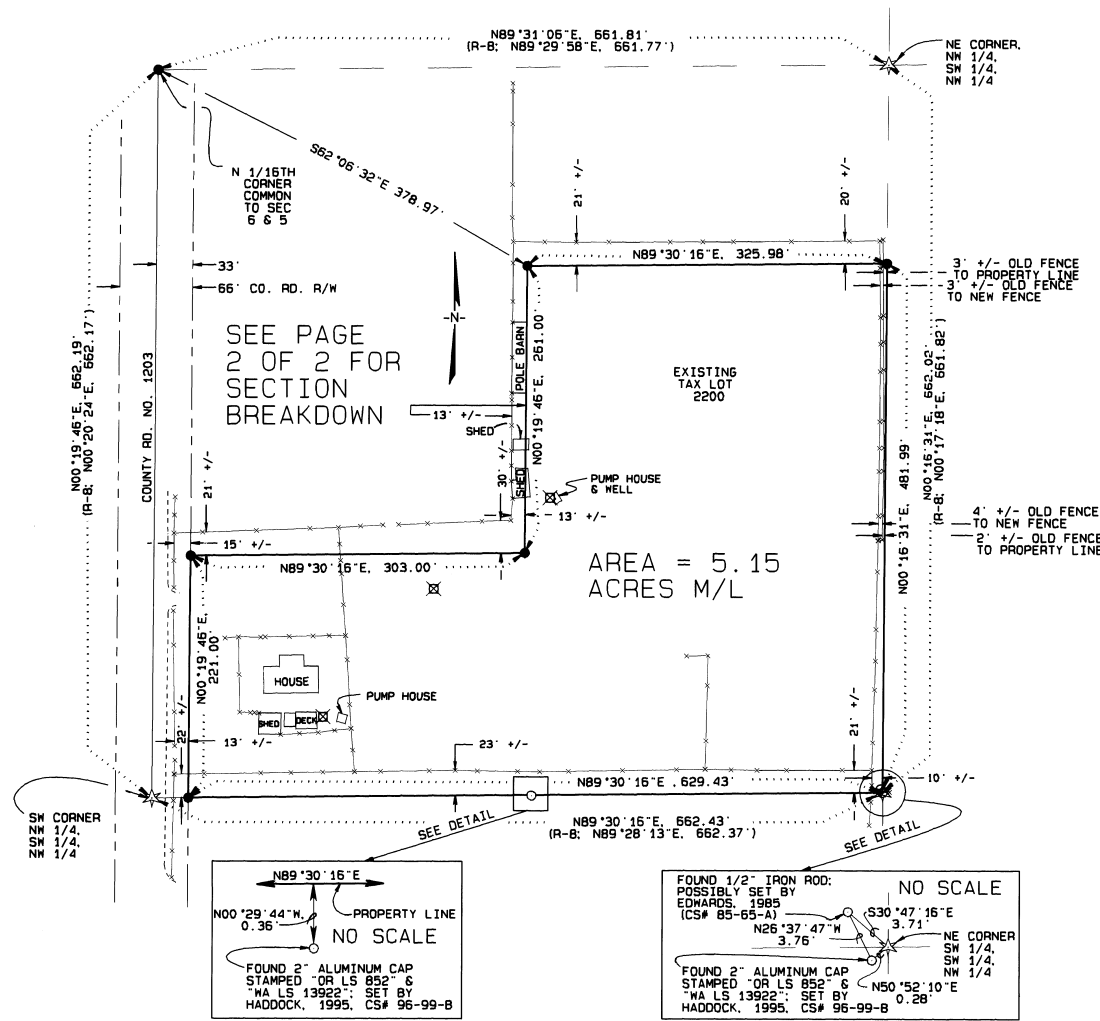 N89°31'06"E, 661.81'
(R-8; N89°29'58"E, 661.77')
NE CORNER,
NW 1/4,
SW 1/4,
NW 1/4
S62°06'32"E 378.97'
N 1/16TH
CORNER
COMMON
TO SEC
6 & 5
21' +/-
20' +/-
N89°30'16"E, 325.98'
33'
66' CO. RD. R/W
3' +/- OLD FENCE
TO PROPERTY LINE
3' +/- OLD FENCE
TO NEW FENCE
-N-
SEE PAGE
2 OF 2 FOR
SECTION
BREAKDOWN
N00°19'46"E, 662.19'
(R-8; N00°20'24"E, 662.17')
COUNTY RD. NO. 1203
POLE BARN
N00°19'46"E, 261.00'
EXISTING
TAX LOT
2200
13' +/-
SHED
SHED
30' +/-
PUMP HOUSE
& WELL
13' +/-
N00°16'31"E, 662.02'
(R-8; N00°17'18"E, 661.82')
N00°16'31"E, 481.99'
21' +/-
15' +/-
4' +/- OLD FENCE
TO NEW FENCE
2' +/- OLD FENCE
TO PROPERTY LINE
N89°30'16"E, 303.00'
AREA = 5.15
ACRES M/L
N00°19'46"E,
221.00'
HOUSE
PUMP HOUSE
SHED
DECK
22' +/-
13' +/-
23' +/-
21' +/-
10' +/-
N89°30'16"E ,629.43'
SW CORNER
NW 1/4,
SW 1/4,
NW 1/4
SEE DETAIL
N89°30'16"E, 662.43'
(R-8; N89°28'13"E, 662.37')
SEE DETAIL
N89°30'16"E
N00°29'44"W,
0.36'
PROPERTY LINE
NO SCALE
FOUND 2" ALUMINUM CAP
STAMPED "OR LS 852" &
"WA LS 13922"; SET BY
HADDOCK, 1995, CS# 96-99-B
FOUND 1/2" IRON ROD;
POSSIBLY SET BY
EDWARDS, 1985
(CS# 85-65-A)
NO SCALE
S30°47'16"E
3.71'
N26°37'47"W
3.76'
NE CORNER
SW 1/4,
SW 1/4,
NW 1/4
FOUND 2" ALUMINUM CAP
STAMPED "OR LS 852" &
"WA LS 13922"; SET BY
HADDOCK, 1995, CS# 96-99-B
N50°52'10"E
0.28'